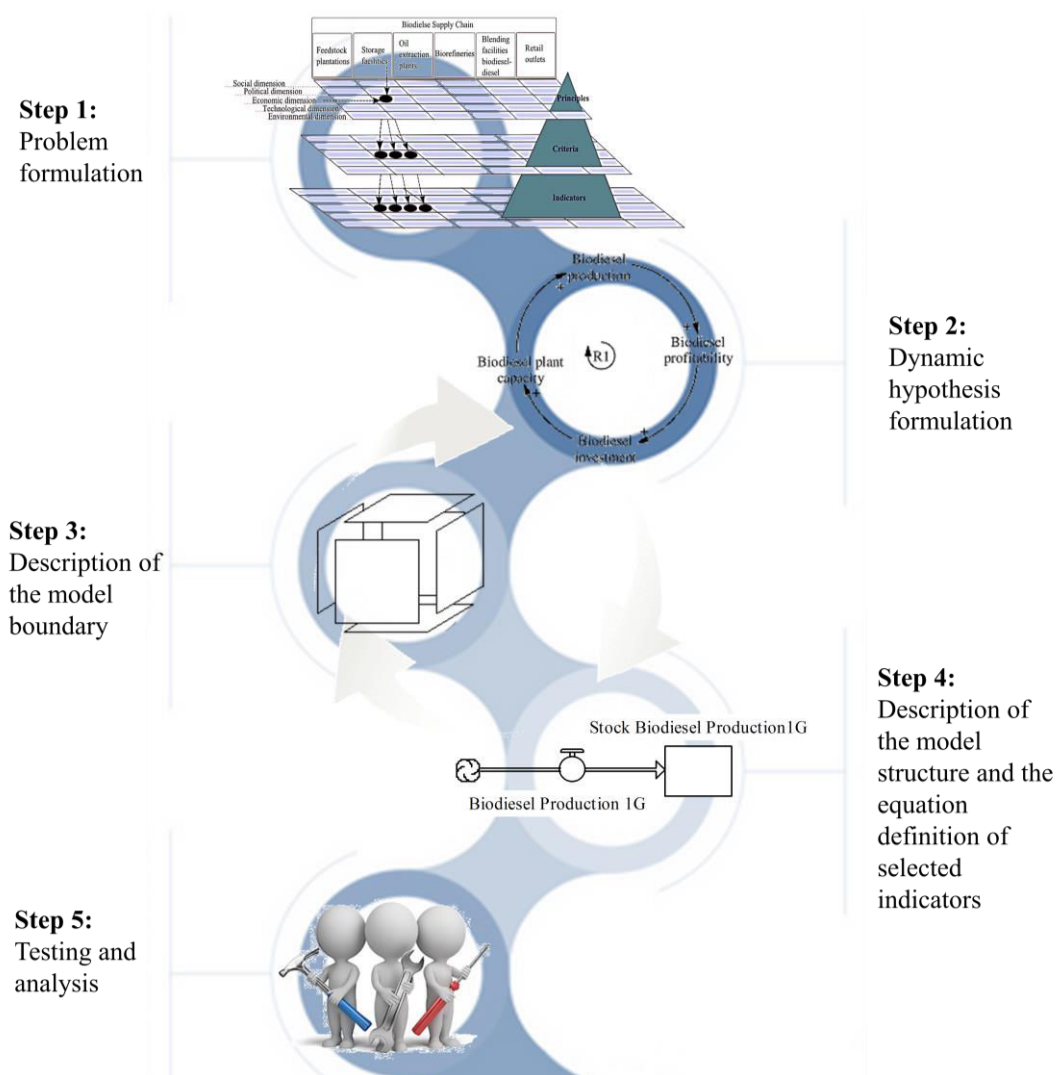 Biodielse Supply Chain
Feedstock
plantations
Storage
facilities
Oil
extraction
plants
Biorefineries
Blending
facilities
biodiesel-
diesel
Retail
outlets
Social dimension
Political dimension
Economic dimension
Technological dimension
Environmental dimension
Principles
Criteria
Indicators
Step 1:
Problem
formulation
Biodiesel
production
+
+
Biodiesel
profitability
Biodiesel plant
capacity
R1
+
+
Biodiesel
investment
Step 2:
Dynamic
hypothesis
formulation
Step 3:
Description of
the model
boundary
Stock Biodiesel Production1G
Biodiesel Production 1G
Step 4:
Description of
the model
structure and the
equation
definition of
selected
indicators
Step 5:
Testing and
analysis